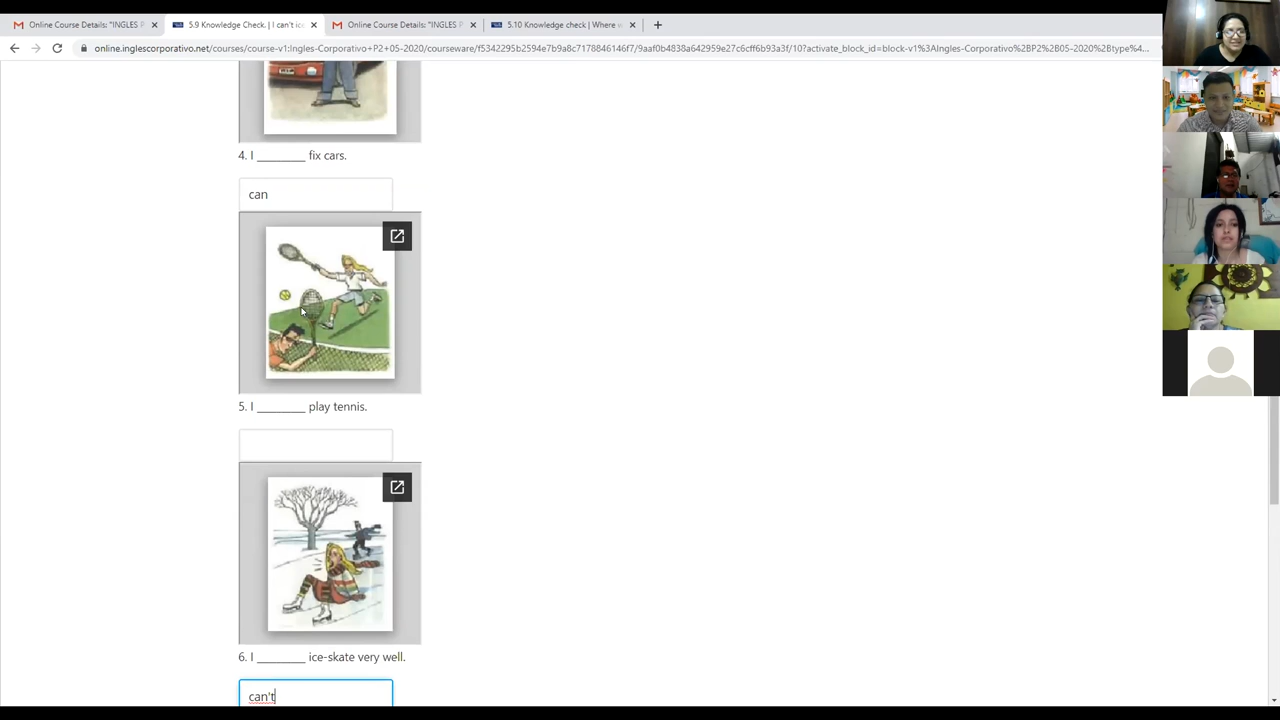 Online Course Details: "INGLES P
5.9 Knowledge Check. | I can't ice
Online Course Details: "INGLES P
5.10 Knowledge check | Where w
online.inglescorporativo.net/courses/course-v1:Ingles-Corporativo+P2+05-2020/courseware/f5342295b2594e7b9a8c7178846146f7/9aaf0b4838a642959e27c6cff6b93a3f/10?activate_block_id=block-v1%3AIngles-Corporativo%2BP2%2B05-2020%2Btype%4...
4. I ________ fix cars.
can
5. I ________ play tennis.
6. I ________ ice-skate very well.
can't